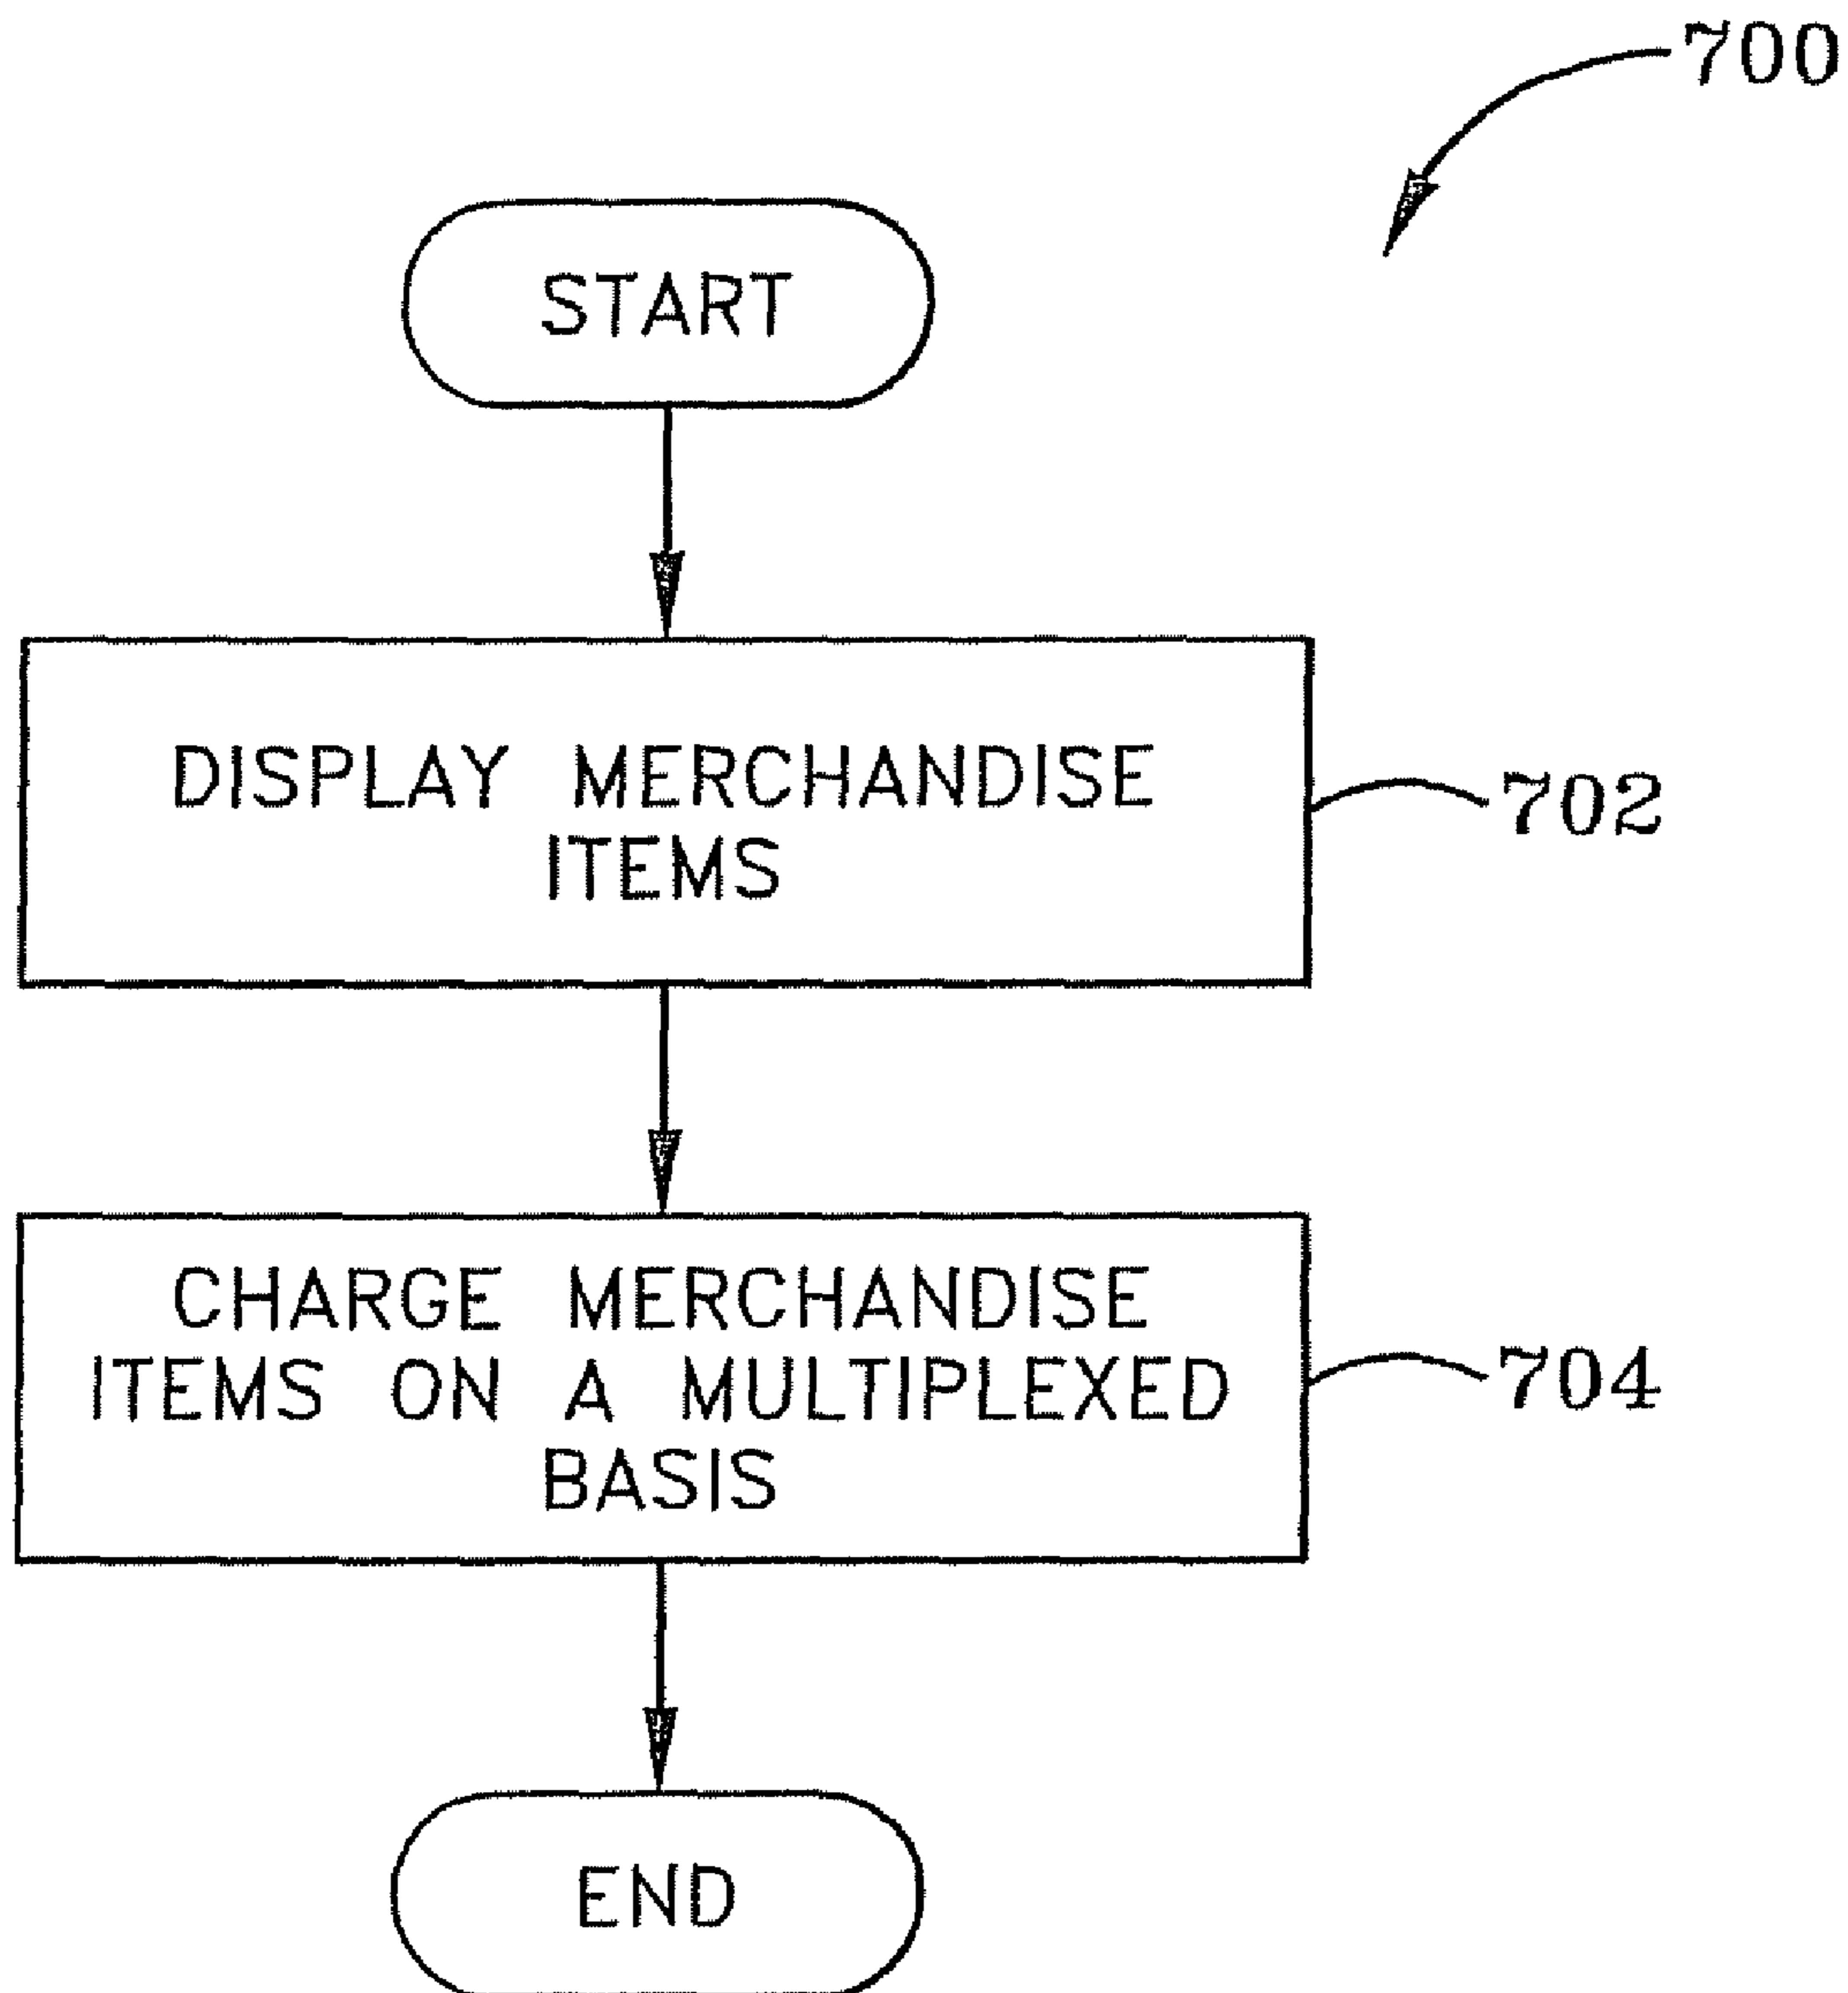 700
START
DISPLAY MERCHANDISE
ITEMS
702
CHARGE MERCHANDISE
ITEMS ON A MULTIPLEXED
BASIS
704
END